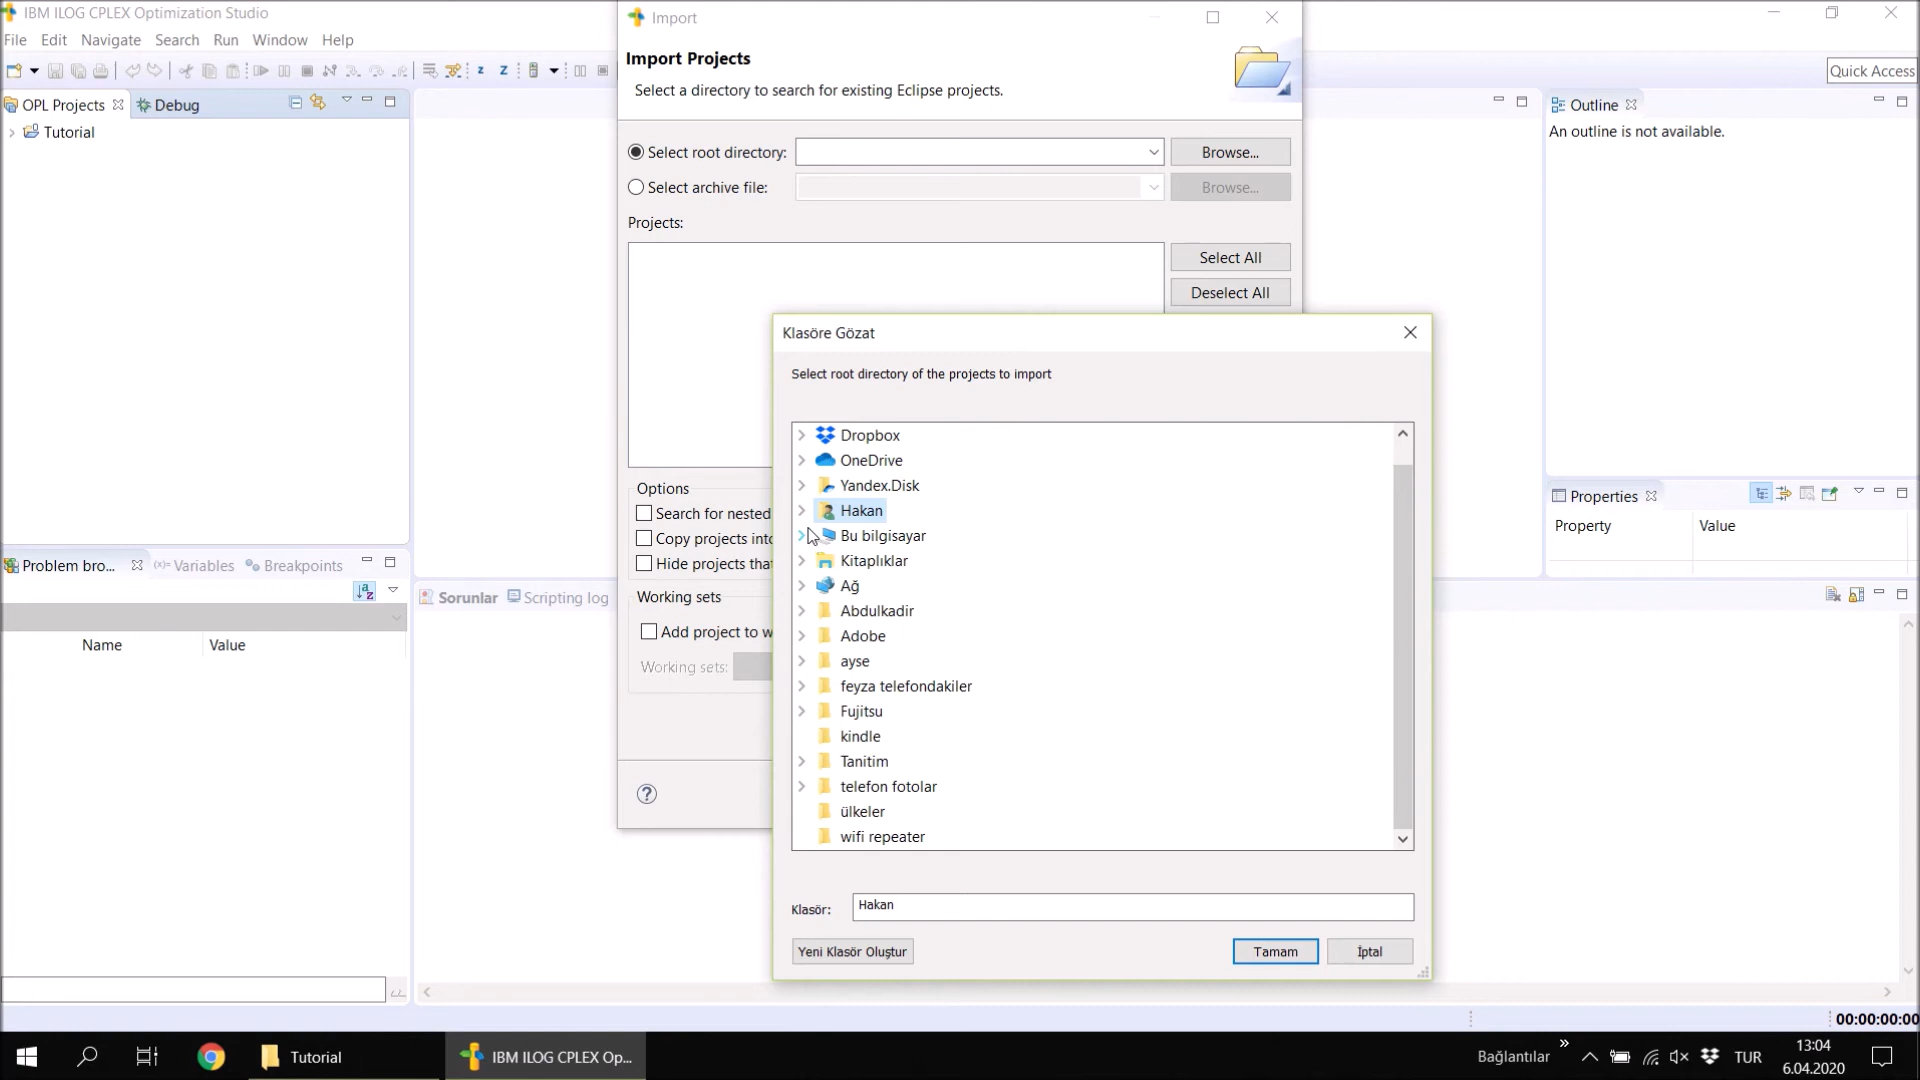 IBM ILOG CPLEX Optimization Studio
File Edit Navigate Search Run Window Help
Quick Access
OPL Projects
Debug
Tutorial
Import
Import Projects
Select a directory to search for existing Eclipse projects.
Select root directory:
Browse...
Select archive file:
Browse...
Projects:
Select All
Deselect All
Options
Search for nested
Copy projects into
Hide projects that
Working sets
Add project to w
Working sets:
?
Klasöre Gözat
Select root directory of the projects to import
Dropbox
OneDrive
Yandex.Disk
Hakan
Bu bilgisayar
Kitaplıklar
Ağ
Abdulkadir
Adobe
ayse
feyza telefondakiler
Fujitsu
kindle
Tanitim
telefon fotolar
ülkeler
wifi repeater
Klasör:
Hakan
Yeni Klasör Oluştur
Tamam
İptal
Outline
An outline is not available.
Properties
Property Value
Problem bro...
Variables
Breakpoints
Name Value
Sorunlar
Scripting log
00:00:00:00
Tutorial
IBM ILOG CPLEX Op...
Bağlantılar
TUR
13:04
6.04.2020